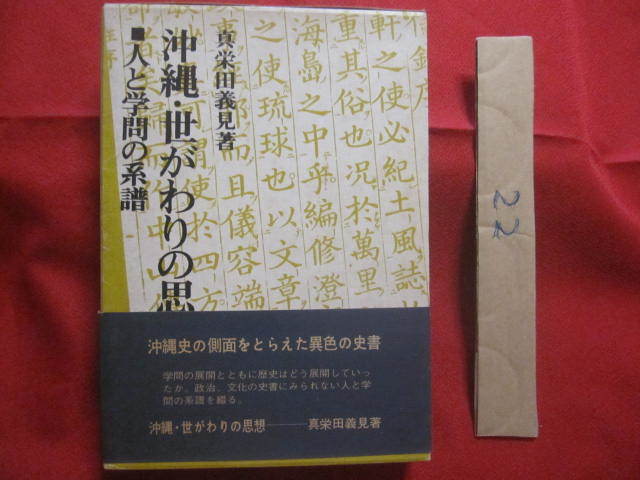 真栄田義見著
沖縄・世がわりの思
■人と学問の系譜
軒之使必紀土風誌
重其俗也况於萬里
海島之中乎編修澄
之使琉球也以文章
而且儀容端
謂使於四方
沖縄史の側面をとらえた異色の史書
学問の展開とともに歴史はどう展開していっ
たか。政治、文化の史書にみられない人と学
問の系譜を綴る。
沖縄・世がわりの思想───真栄田義見著
22